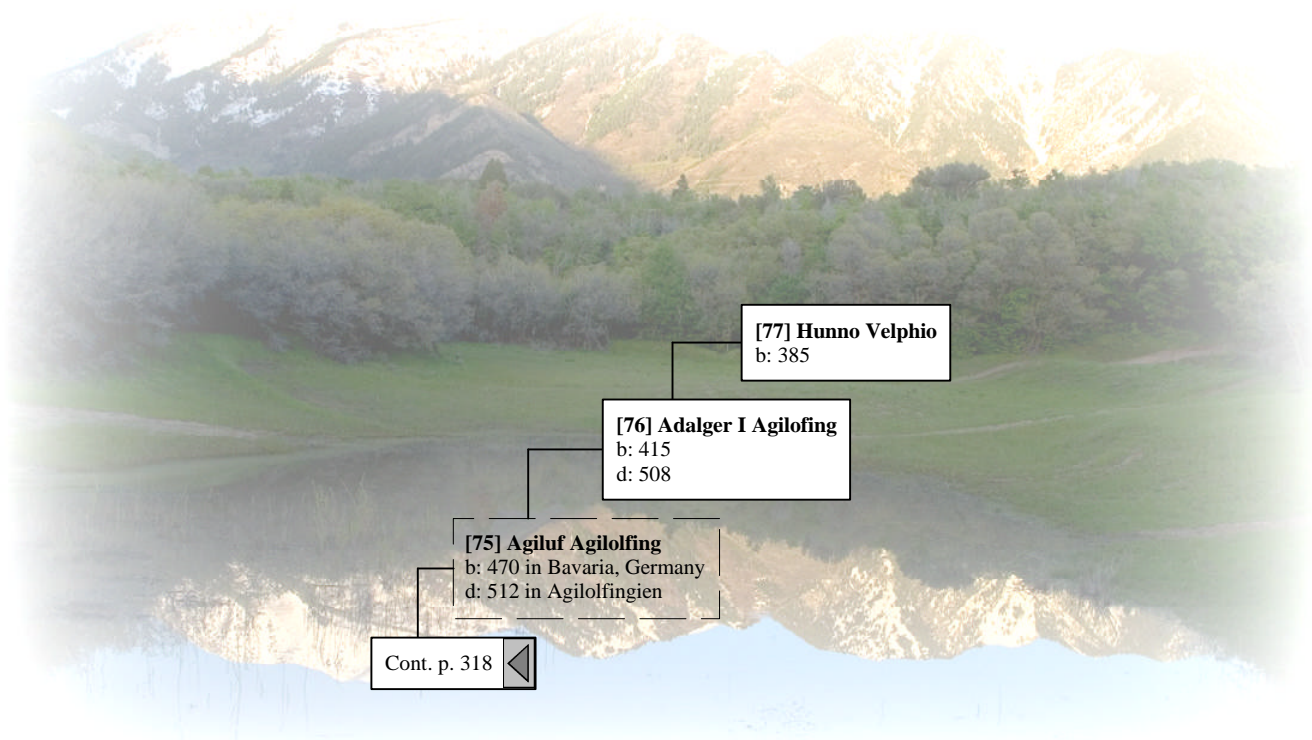 [77] Hunno Velphio
b: 385
[76] Adalger I Agilofing
b: 415
d: 508
[75] Agiluf Agilolfing
b: 470 in Bavaria, Germany
d: 512 in Agilolfingien
Cont. p. 318